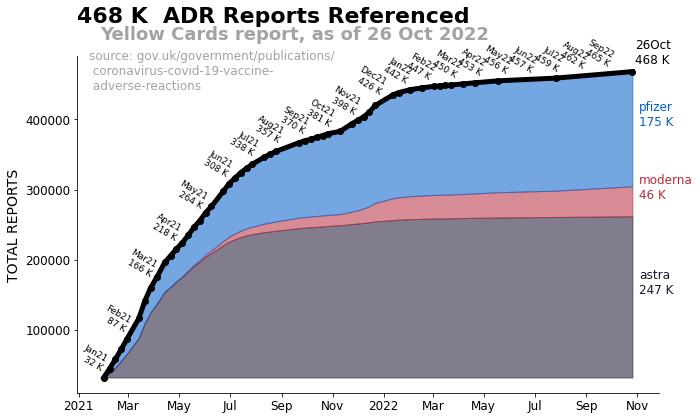 468 K  ADR Reports Referenced
Yellow Cards report, as of 26 Oct 2022
source: gov.uk/government/publications/
coronavirus-covid-19-vaccine-
adverse-reactions
TOTAL REPORTS
400000
300000
200000
100000
Jan21
32 K
Feb21
87 K
Mar21
166 K
Apr21
218 K
May21
264 K
Jun21
308 K
Jul21
338 K
Aug21
357 K
Sep21
370 K
Oct21
381 K
Nov21
398 K
Dec21
426 K
Jan22
442 K
Feb22
447 K
Mar22
450 K
Apr22
453 K
May22
456 K
Jun22
457 K
Jul22
459 K
Aug22
462 K
Sep22
465 K
26Oct
468 K
pfizer
175 K
moderna
46 K
astra
247 K
2021
Mar
May
Jul
Sep
Nov
2022
Mar
May
Jul
Sep
Nov